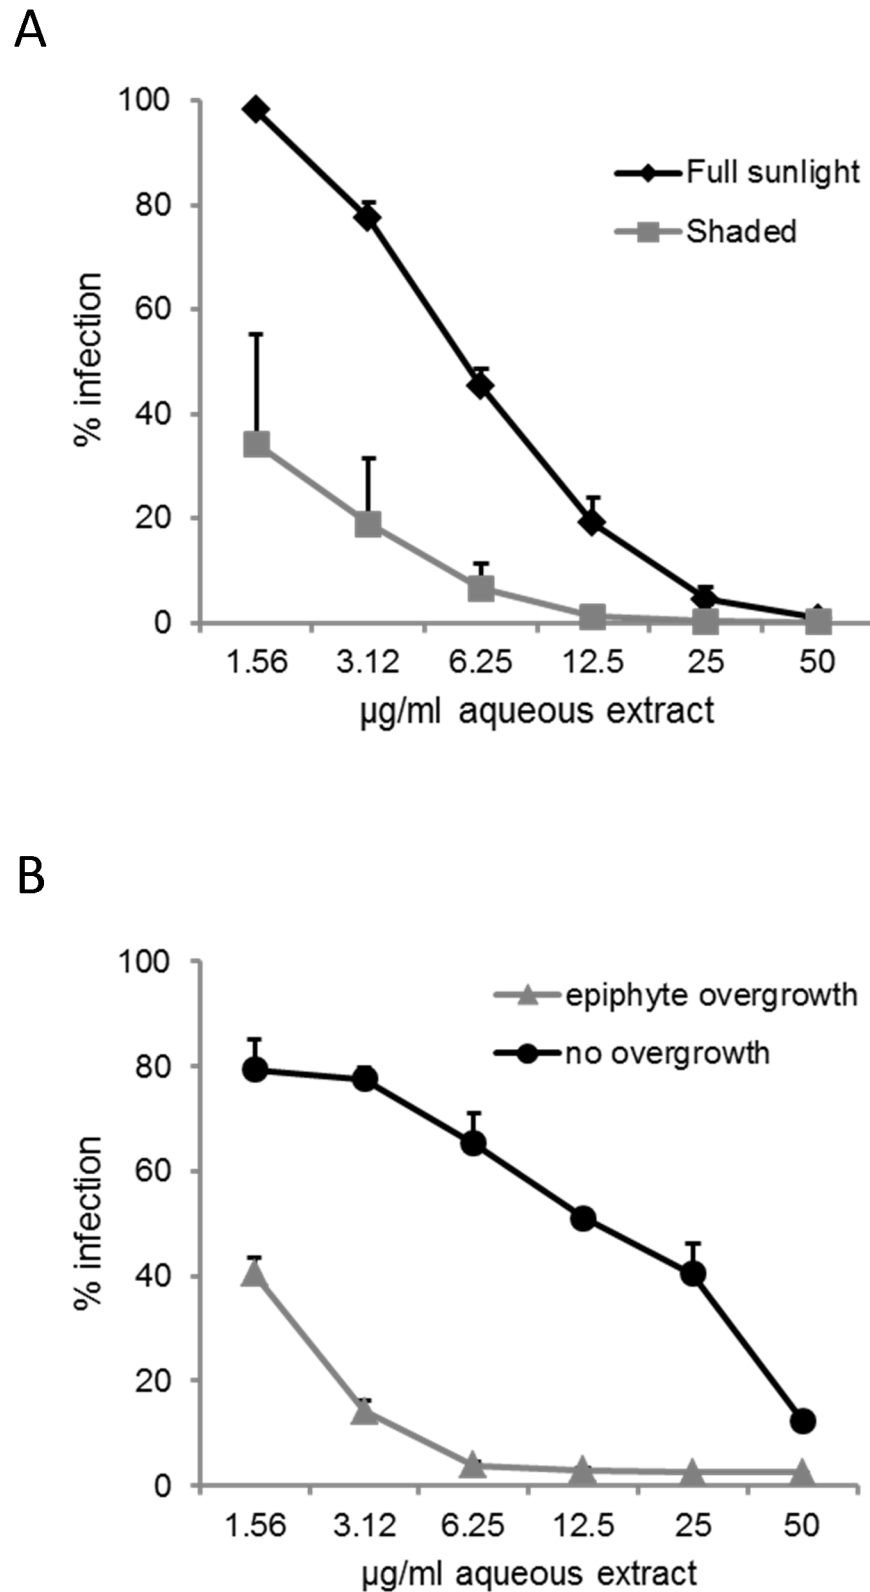 A
100
80
60
40
20
0
% infection
Full sunlight
Shaded
1.56 3.12 6.25 12.5 25 50
µg/ml aqueous extract
B
100
80
60
40
20
0
% infection
epiphyte overgrowth
no overgrowth
1.56 3.12 6.25 12.5 25 50
µg/ml aqueous extract